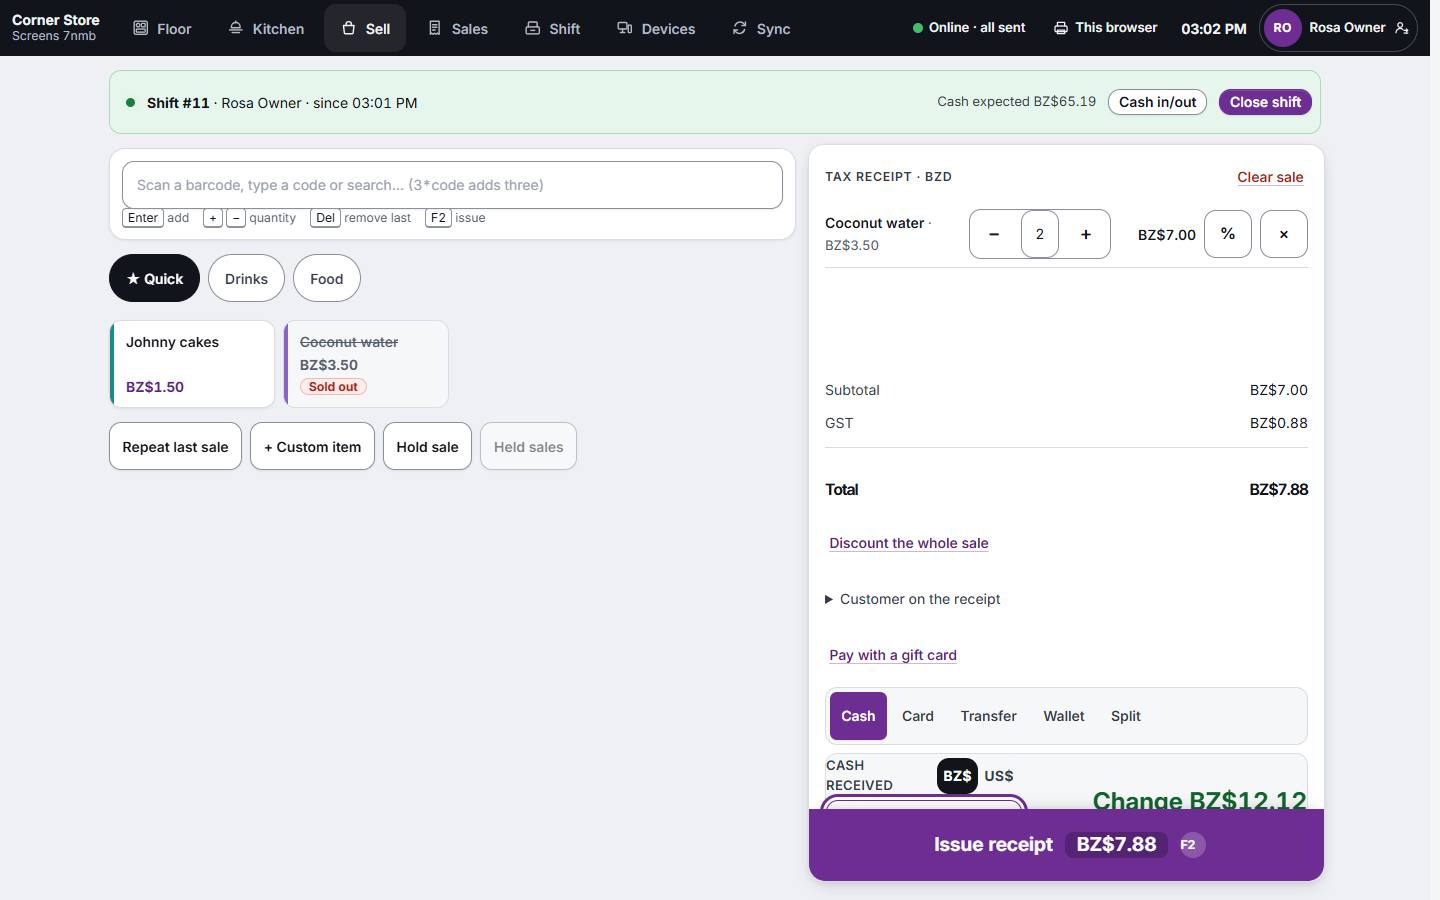 Corner Store
Screens 7nmb
Floor
Kitchen
Sell
Sales
Shift
Devices
Sync
Online · all sent
This browser
03:02 PM
RO
Rosa Owner
Shift #11 · Rosa Owner · since 03:01 PM
Cash expected BZ$65.19
Cash in/out
Close shift
Scan a barcode, type a code or search... (3*code adds three)
Enter add + − quantity Del remove last F2 issue
★ Quick
Drinks
Food
Johnny cakes
BZ$1.50
Coconut water
BZ$3.50
Sold out
Repeat last sale
+ Custom item
Hold sale
Held sales
TAX RECEIPT · BZD
Clear sale
Coconut water ·
BZ$3.50
−
2
+
BZ$7.00
%
×
Subtotal BZ$7.00
GST BZ$0.88
Total BZ$7.88
Discount the whole sale
Customer on the receipt
Pay with a gift card
Cash
Card
Transfer
Wallet
Split
CASH
RECEIVED
BZ$
US$
Change BZ$12.12
Issue receipt BZ$7.88 F2